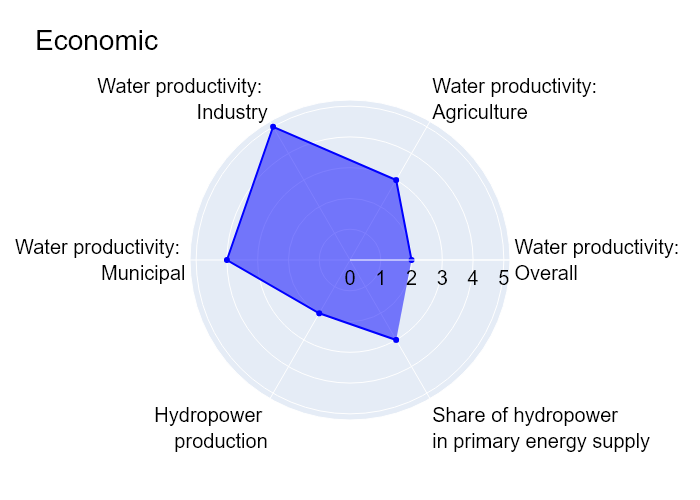 Economic
Water productivity:
Industry
Water productivity:
Agriculture
Water productivity:
Municipal
Water productivity:
Overall
0 1 2 3 4 5
Hydropower
production
Share of hydropower
in primary energy supply